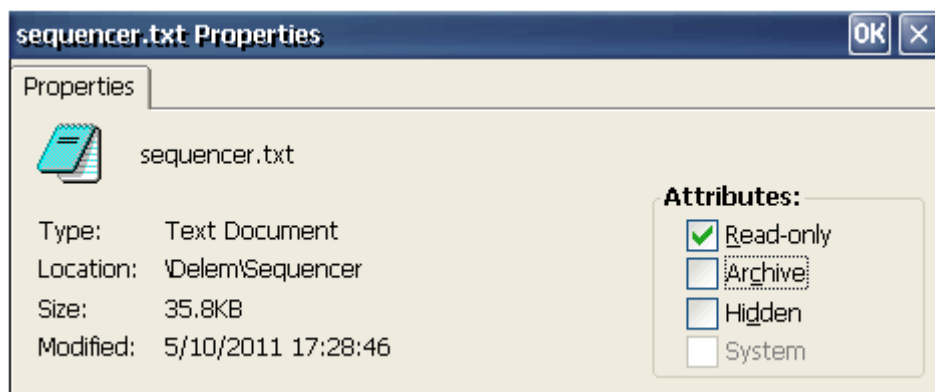 sequencer.txt Properties OK
Properties
sequencer.txt
Type: Text Document
Location: \Delem\Sequencer
Size: 35.8KB
Modified: 5/10/2011 17:28:46
Attributes:
Read-only
Archive
Hidden
System